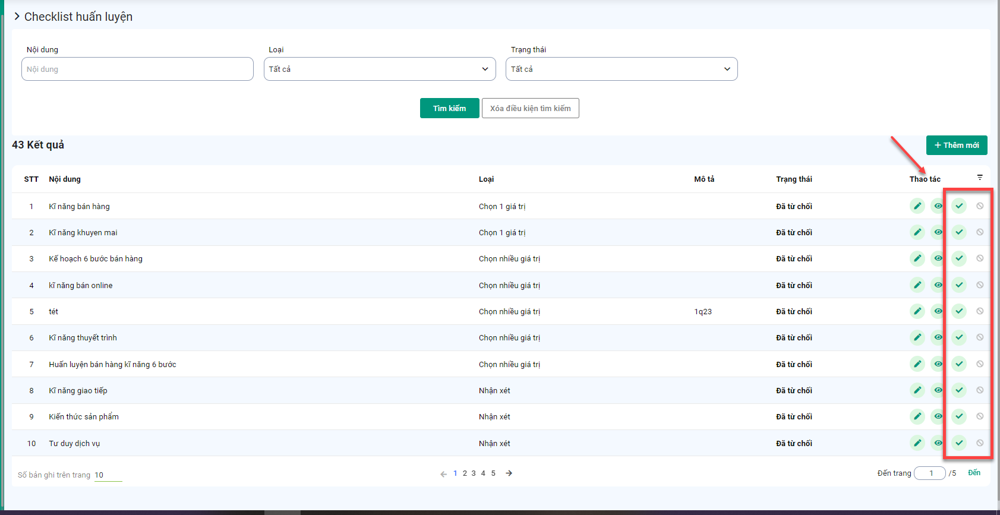 Checklist huấn luyện
Nội dung Loại Trạng thái
Nội dung Tất cả Tất cả
Tìm kiếm Xóa điều kiện tìm kiếm
43 Kết quả + Thêm mới
STT Nội dung Loại Mô tả Trạng thái Thao tác
1 Kĩ năng bán hàng Chọn 1 giá trị Đã từ chối
2 Kĩ năng khuyen mai Chọn 1 giá trị Đã từ chối
3 Kế hoạch 6 bước bán hàng Chọn nhiều giá trị Đã từ chối
4 kĩ năng bán online Chọn nhiều giá trị Đã từ chối
5 tét Chọn nhiều giá trị 1q23 Đã từ chối
6 Kĩ năng thuyết trình Chọn nhiều giá trị Đã từ chối
7 Huấn luyện bán hàng kĩ năng 6 bước Chọn nhiều giá trị Đã từ chối
8 Kĩ năng giao tiếp Nhận xét Đã từ chối
9 Kiến thức sản phẩm Nhận xét Đã từ chối
10 Tư duy dịch vụ Nhận xét Đã từ chối
Số bản ghi trên trang 10 1 2 3 4 5 Đến trang 1 /5 Đến